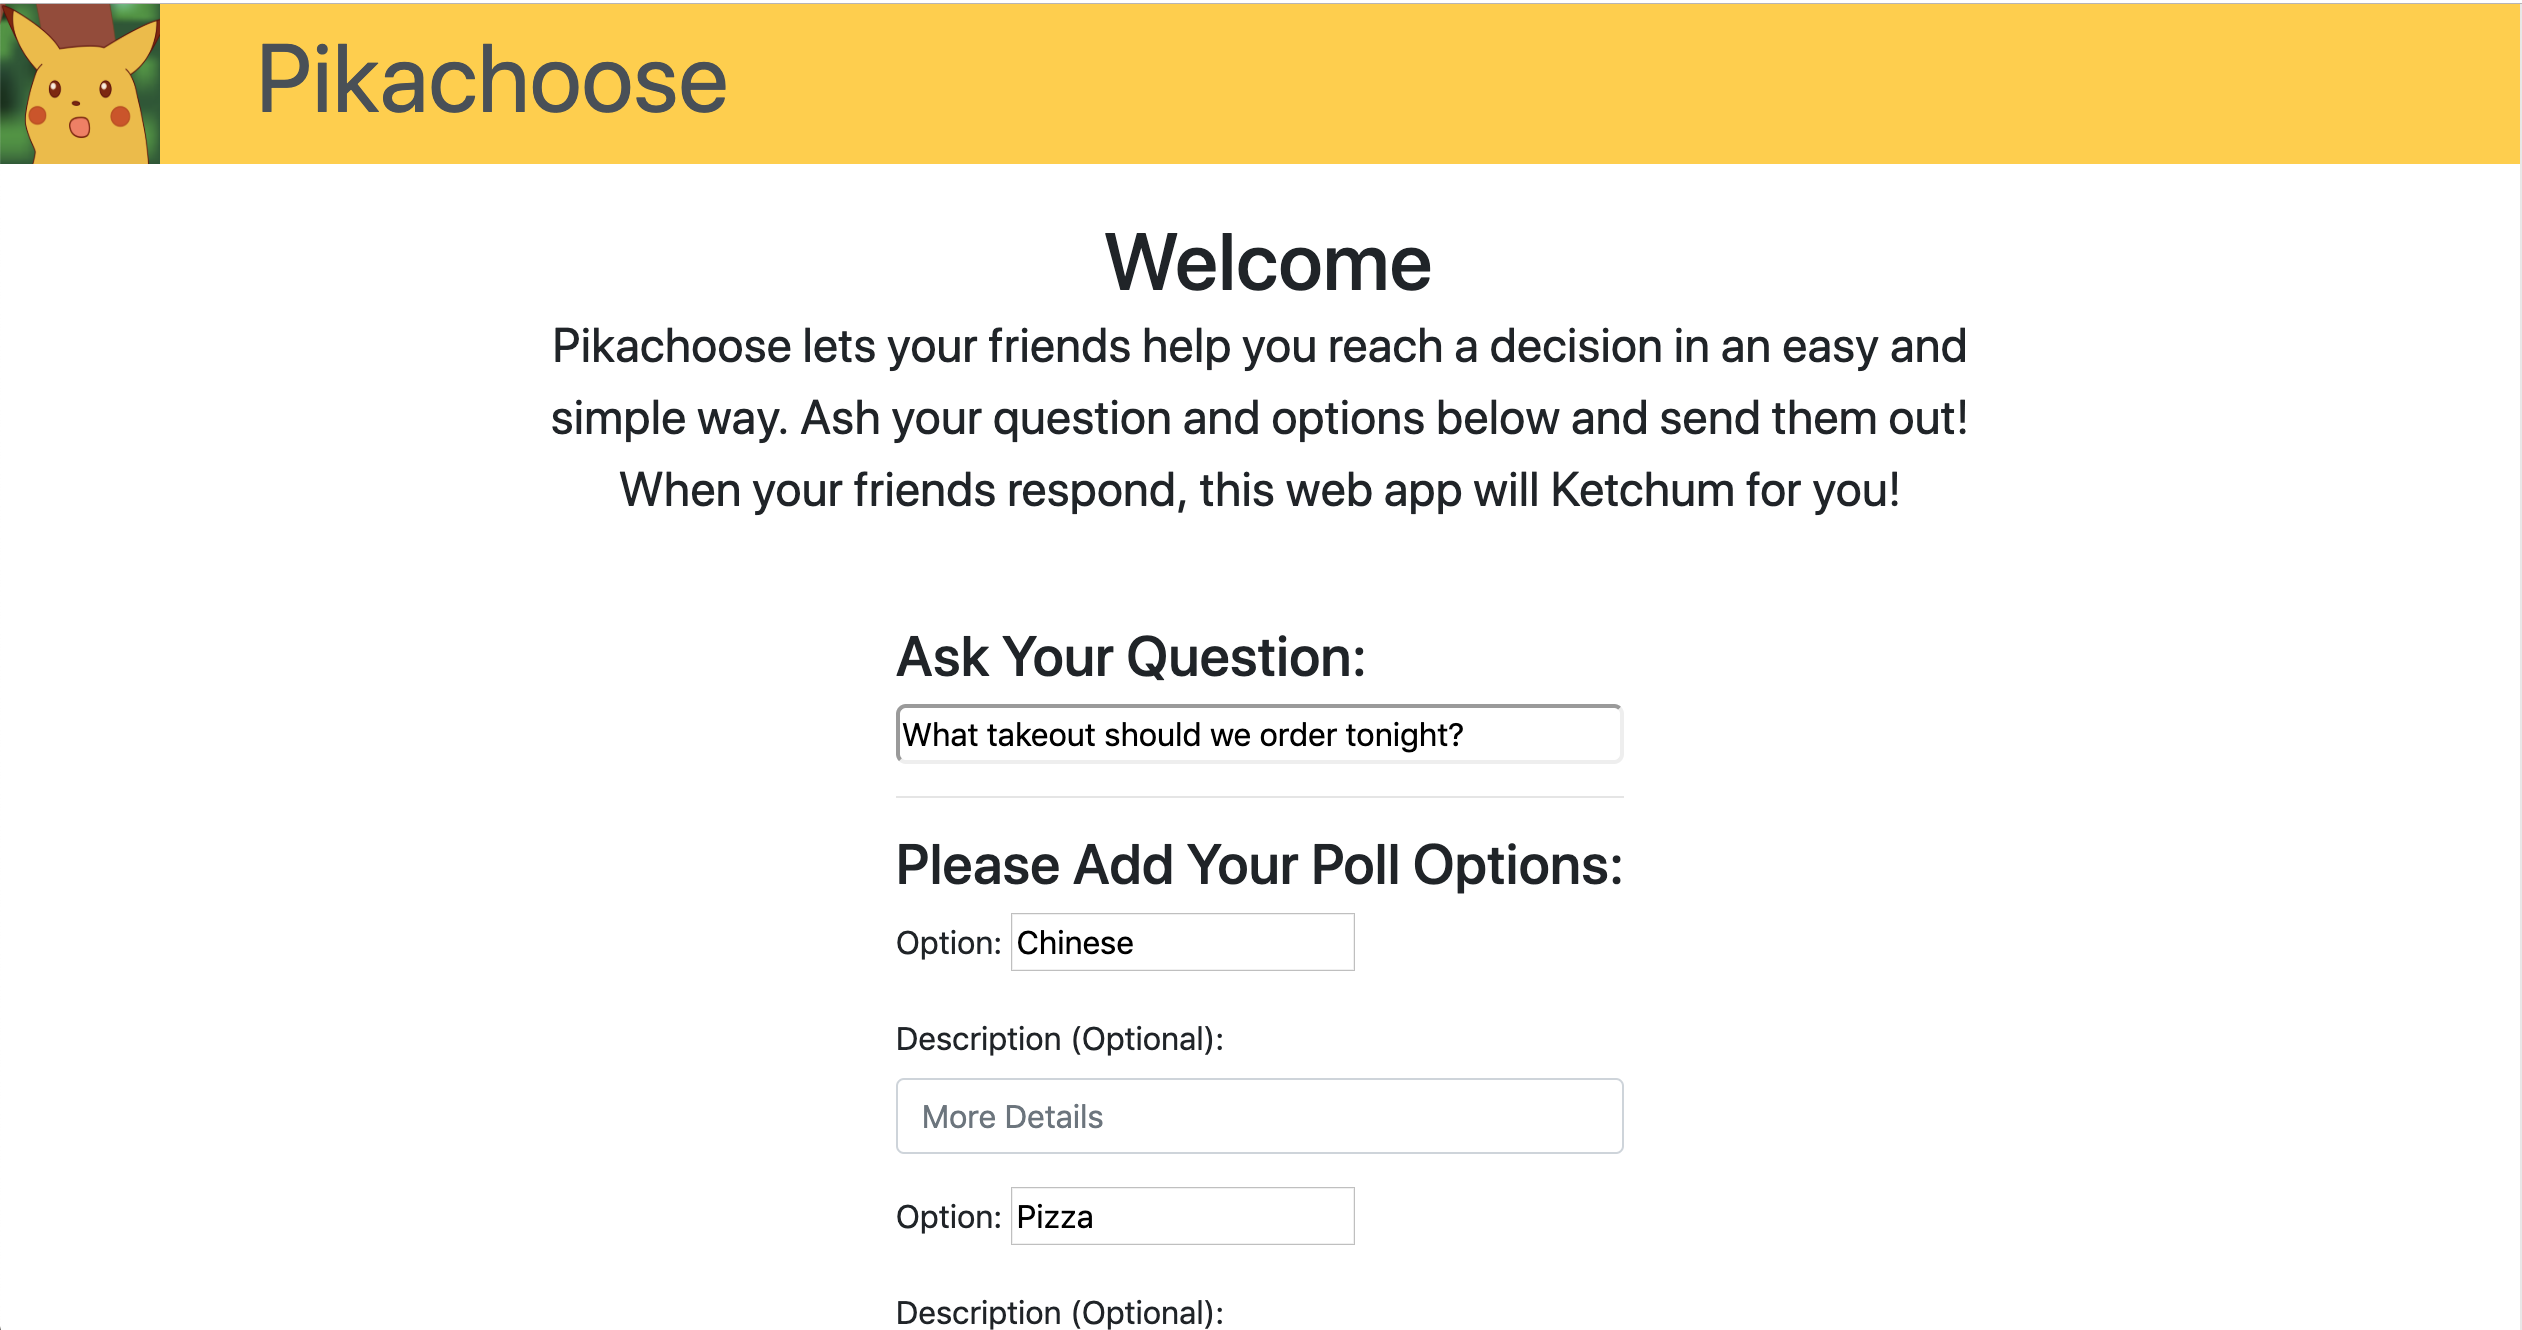 Pikachoose
Welcome
Pikachoose lets your friends help you reach a decision in an easy and
simple way. Ash your question and options below and send them out!
When your friends respond, this web app will Ketchum for you!
Ask Your Question:
What takeout should we order tonight?
Please Add Your Poll Options:
Option: Chinese
Description (Optional):
More Details
Option: Pizza
Description (Optional):